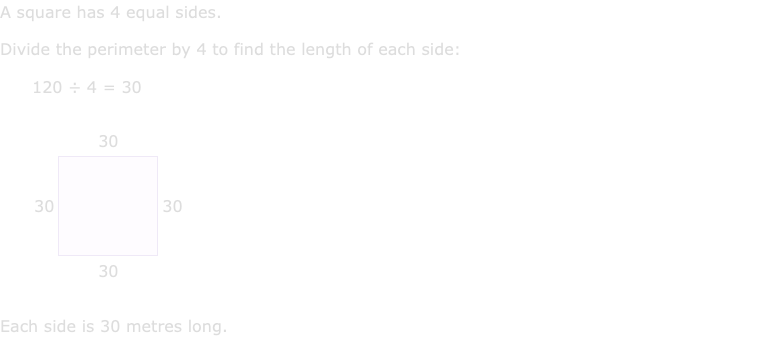 A square has 4 equal sides.
Divide the perimeter by 4 to find the length of each side:
120 ÷ 4 = 30
30
30 30
30
Each side is 30 metres long.